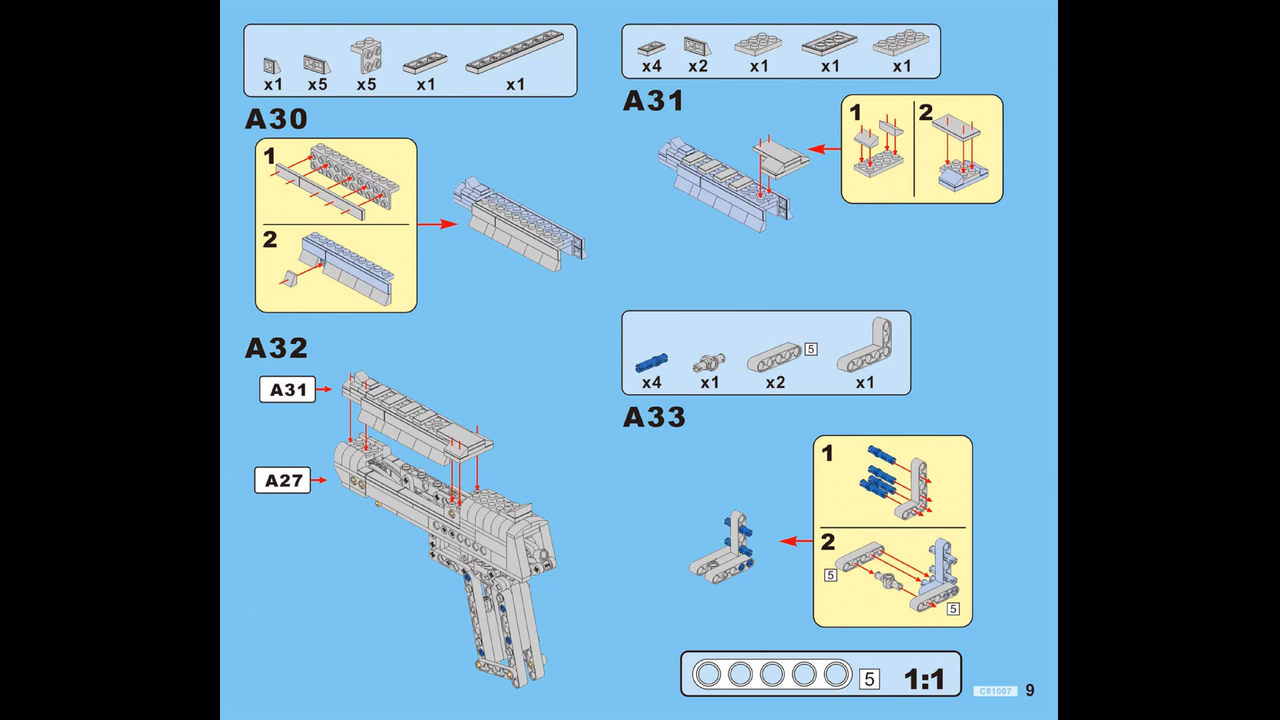 x1 x5 x5 x1 x1
A30
1
2
x4 x2 x1 x1 x1
A31
1 2
A32
A31
A27
5
x4 x1 x2 x1
A33
1
2
5
5
5 1:1
C81007 9